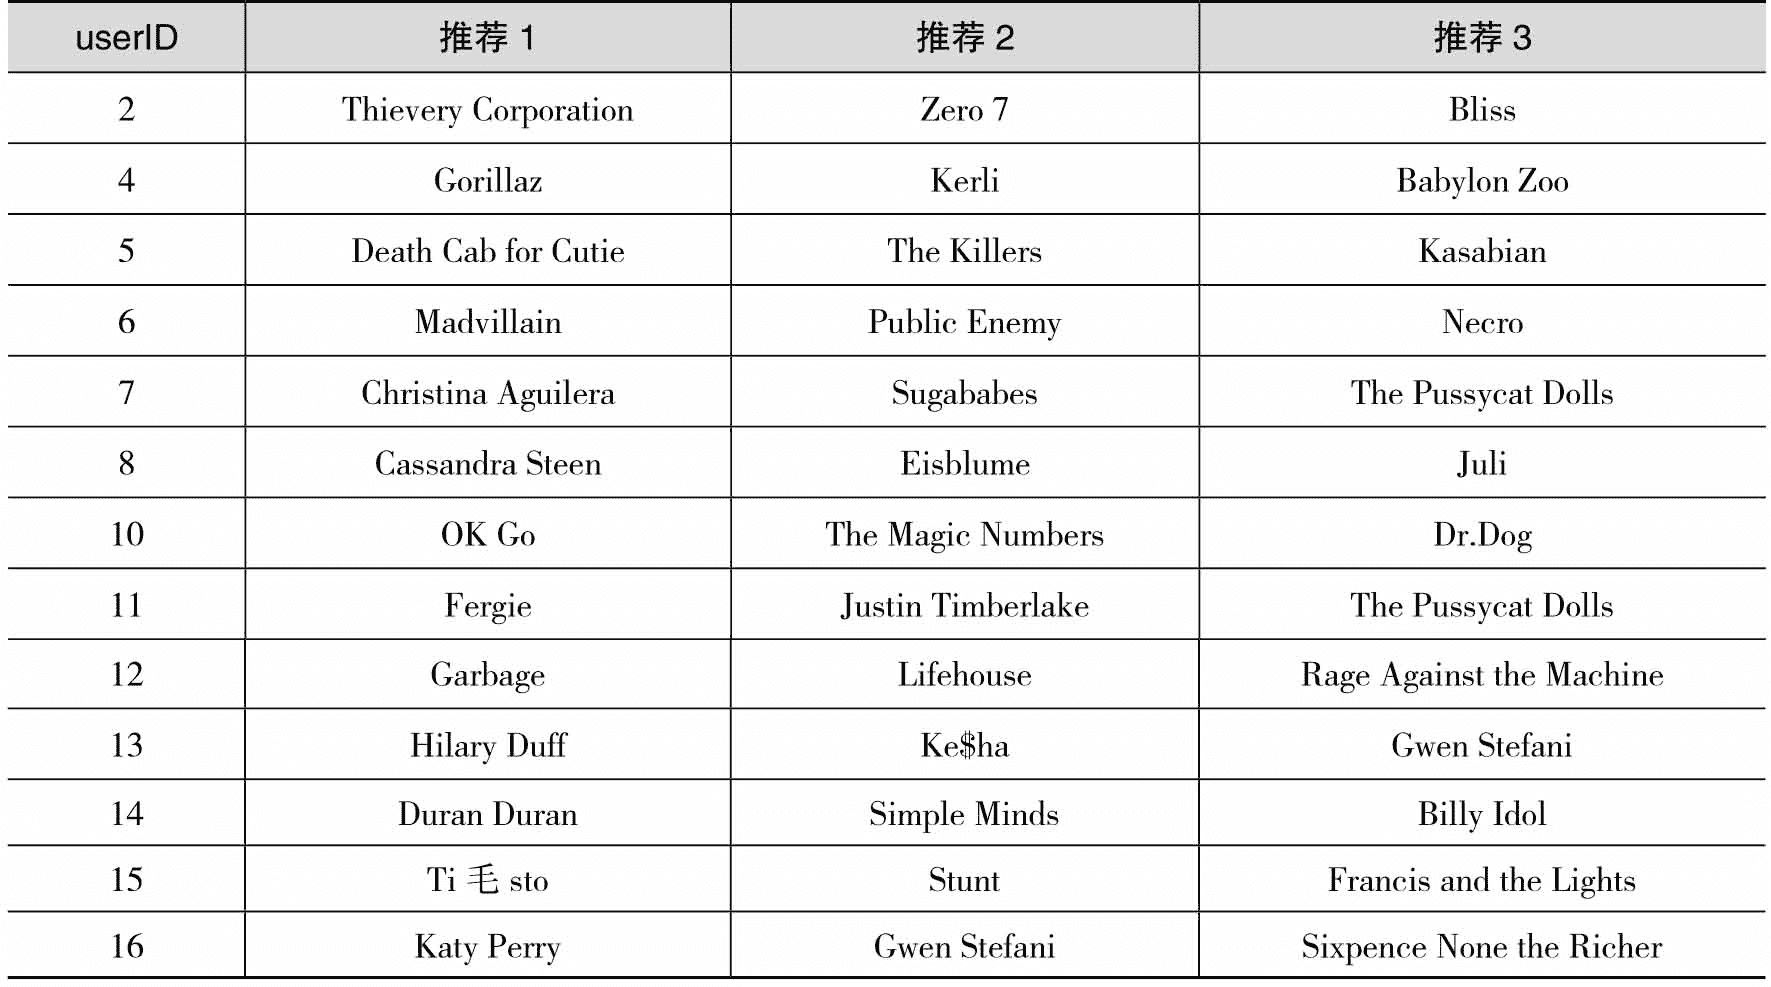 userID 推荐 1 推荐 2 推荐 3
2 Thievery Corporation Zero 7 Bliss
4 Gorillaz Kerli Babylon Zoo
5 Death Cab for Cutie The Killers Kasabian
6 Madvillain Public Enemy Necro
7 Christina Aguilera Sugababes The Pussycat Dolls
8 Cassandra Steen Eisblume Juli
10 OK Go The Magic Numbers Dr.Dog
11 Fergie Justin Timberlake The Pussycat Dolls
12 Garbage Lifehouse Rage Against the Machine
13 Hilary Duff Ke$ha Gwen Stefani
14 Duran Duran Simple Minds Billy Idol
15 Ti 毛 sto Stunt Francis and the Lights
16 Katy Perry Gwen Stefani Sixpence None the Richer